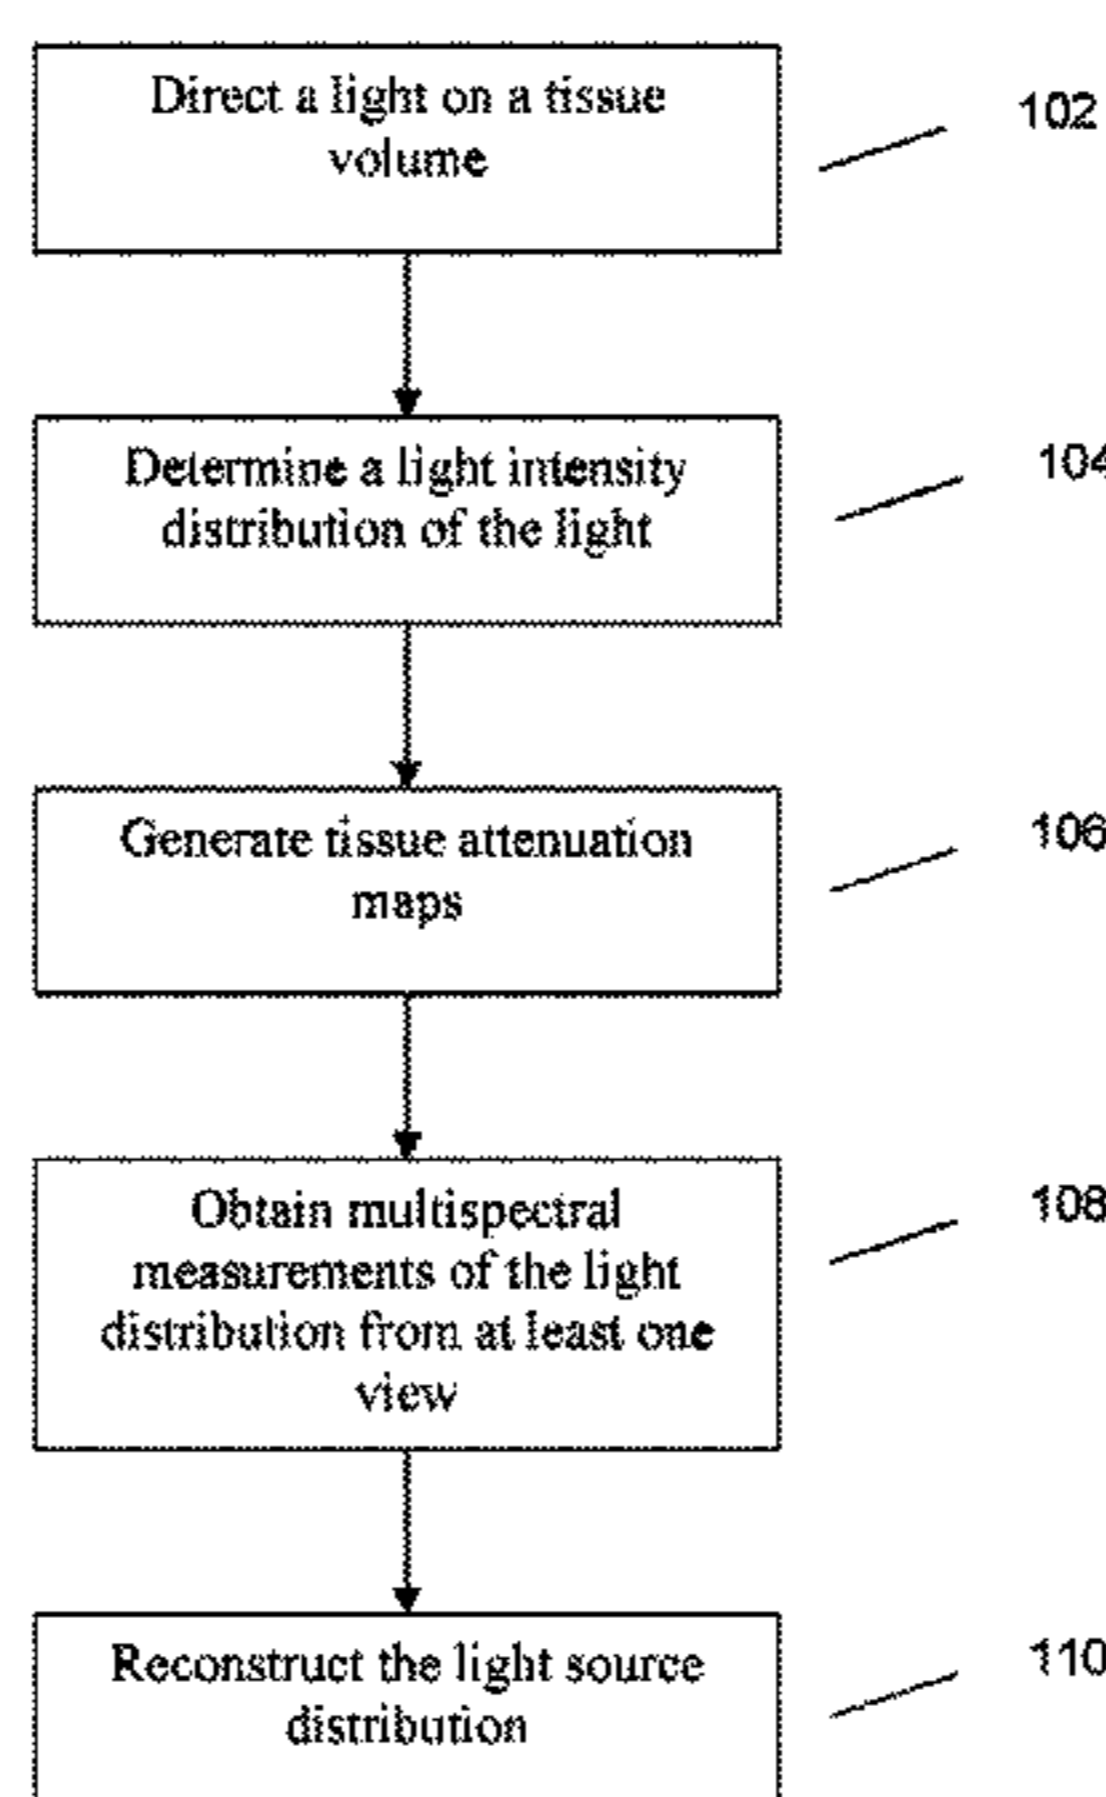 Direct a light on a tissue
volume
102
Determine a light intensity
distribution of the light
104
Generate tissue attenuation
maps
106
Obtain multispectral
measurements of the light
distribution from at least one
view
108
Reconstruct the light source
distribution
110